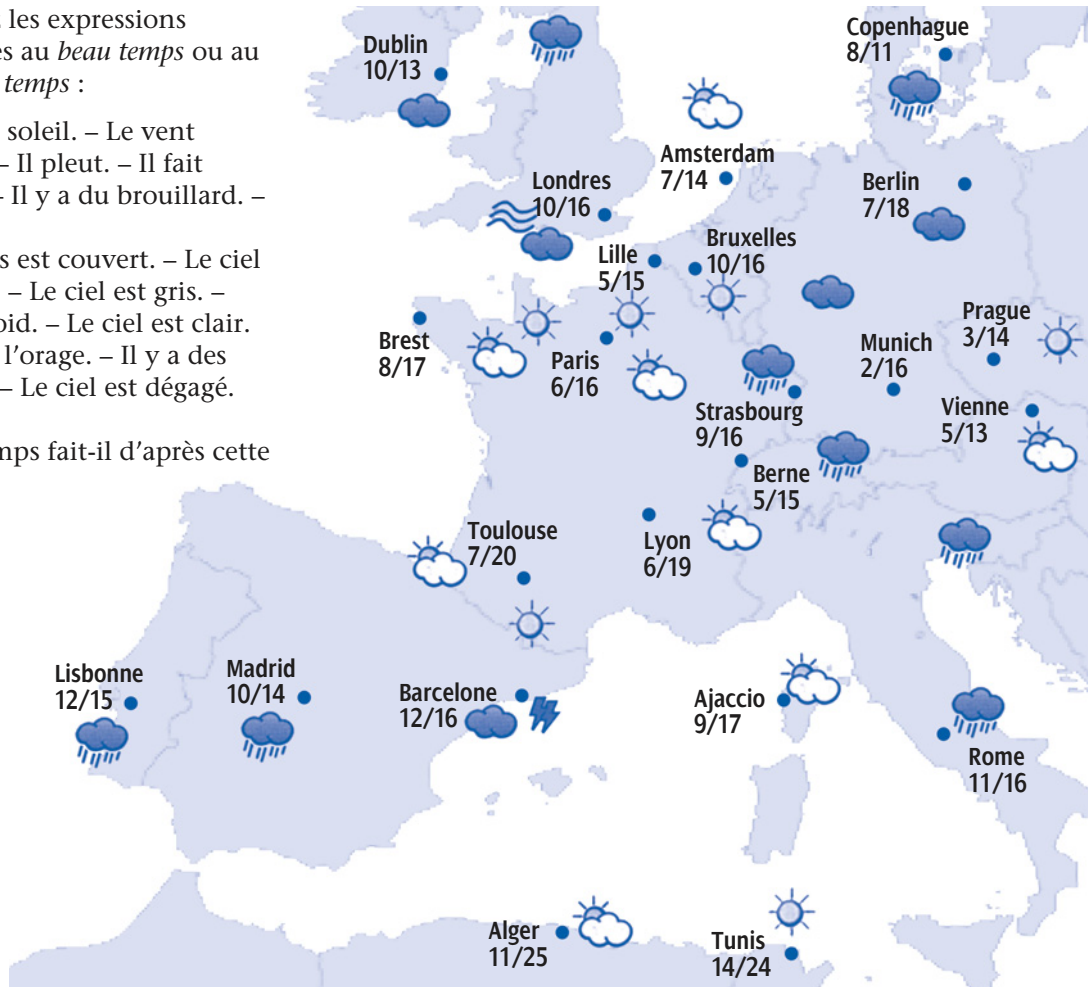 les expressions
es au beau temps ou au
temps :
soleil. – Le vent
– Il pleut. – Il fait
– Il y a du brouillard. –
s est couvert. – Le ciel
– Le ciel est gris. –
oid. – Le ciel est clair.
l'orage. – Il y a des
– Le ciel est dégagé.
mps fait-il d'après cette
Dublin
10/13
Copenhague
8/11
Amsterdam
7/14
Londres
10/16
Berlin
7/18
Lille
5/15
Bruxelles
10/16
Brest
8/17
Paris
6/16
Prague
3/14
Munich
2/16
Strasbourg
9/16
Vienne
5/13
Berne
5/15
Toulouse
7/20
Lyon
6/19
Lisbonne
12/15
Madrid
10/14
Barcelone
12/16
Ajaccio
9/17
Rome
11/16
Alger
11/25
Tunis
14/24